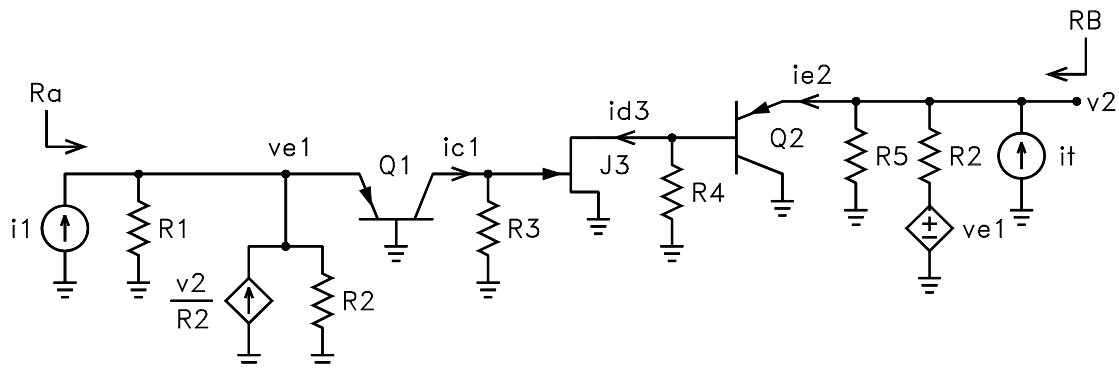 RB
ie2
v2
Ra
id3
ve1
Q1
ic1
Q2
J3
R5
R2
it
i1
R1
R3
R4
+
−
ve1
v2
R2
R2